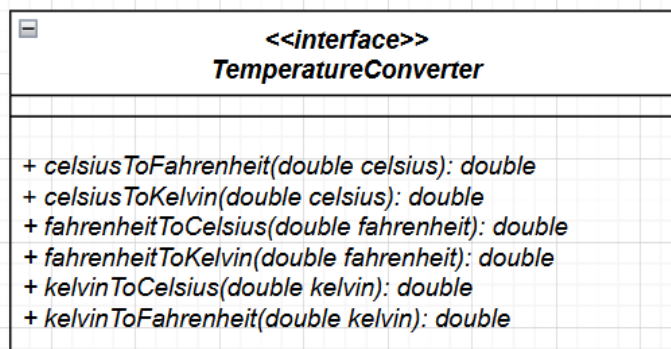 <<interface>>
TemperatureConverter
+ celsiusToFahrenheit(double celsius): double
+ celsiusToKelvin(double celsius): double
+ fahrenheitToCelsius(double fahrenheit): double
+ fahrenheitToKelvin(double fahrenheit): double
+ kelvinToCelsius(double kelvin): double
+ kelvinToFahrenheit(double kelvin): double